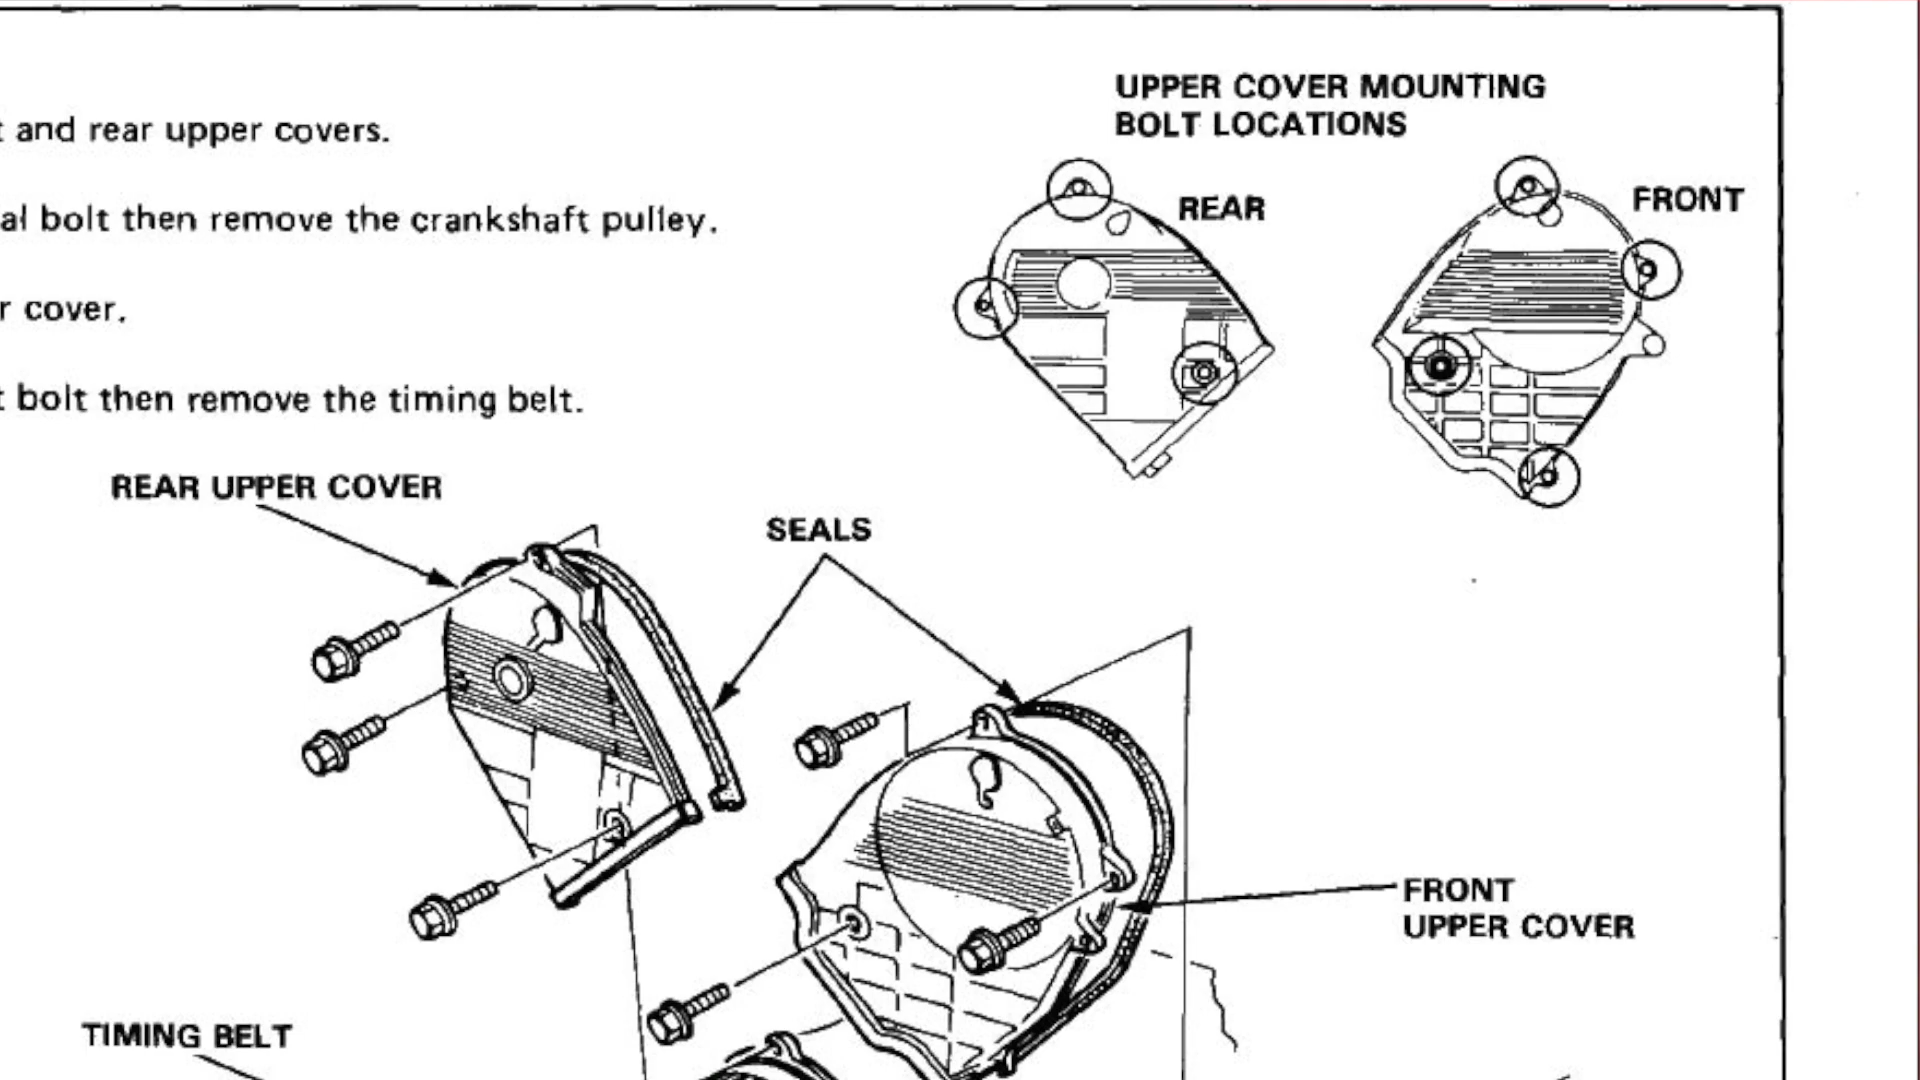 UPPER COVER MOUNTING
BOLT LOCATIONS
and rear upper covers.
REAR
FRONT
al bolt then remove the crankshaft pulley.
r cover.
t bolt then remove the timing belt.
REAR UPPER COVER
SEALS
FRONT
UPPER COVER
TIMING BELT